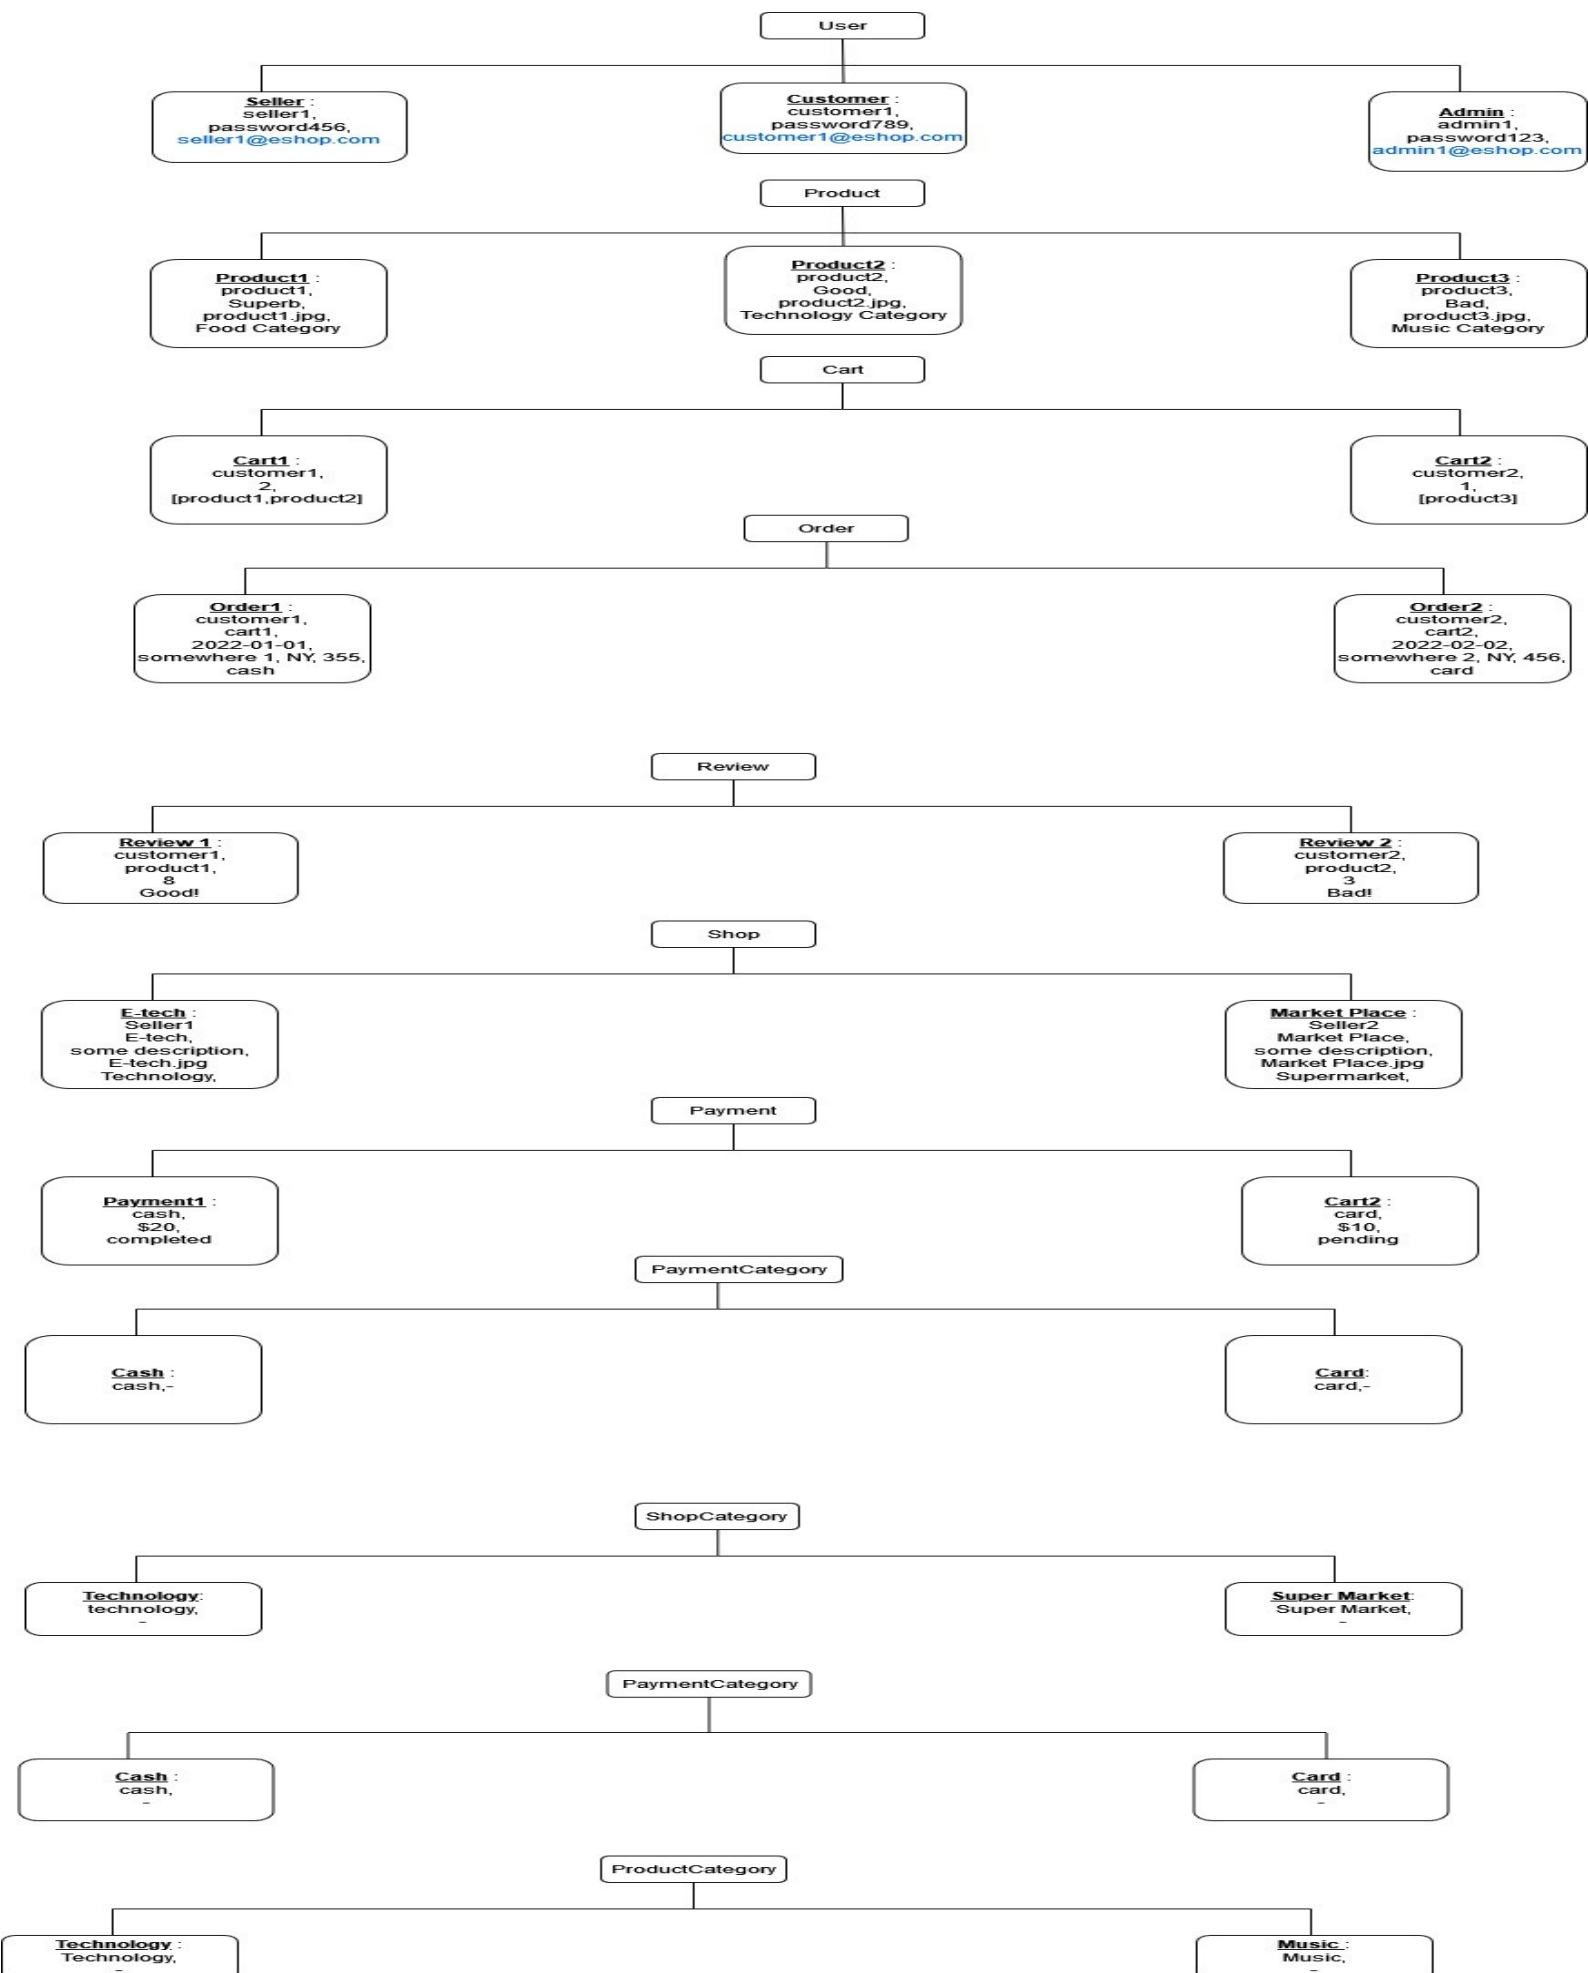 User
Seller :
seller1,
password456,
seller1@eshop.com
Customer :
customer1,
password789,
customer1@eshop.com
Admin :
admin1,
password123,
admin1@eshop.com
Product
Product1 :
product1,
Superb,
product1.jpg,
Food Category
Product2 :
product2,
Good,
product2.jpg,
Technology Category
Product3 :
product3,
Bad,
product3.jpg,
Music Category
Cart
Cart1 :
customer1,
2,
[product1,product2]
Cart2 :
customer2,
1,
[product3]
Order
Order1 :
customer1,
cart1,
2022-01-01,
somewhere 1, NY, 355,
cash
Order2 :
customer2,
cart2,
2022-02-02,
somewhere 2, NY, 456,
card
Review
Review 1 :
customer1,
product1,
8
Good!
Review 2 :
customer2,
product2,
3
Bad!
Shop
E-tech :
Seller1
E-tech,
some description,
E-tech.jpg
Technology,
Market Place :
Seller2
Market Place,
some description,
Market Place.jpg
Supermarket,
Payment
Payment1 :
cash,
$20,
completed
Cart2 :
card,
$10,
pending
PaymentCategory
Cash :
cash,-
Card:
card,-
ShopCategory
Technology:
technology,
-
Super Market:
Super Market,
-
PaymentCategory
Cash :
cash,
-
Card :
card,
-
ProductCategory
Technology :
Technology,
-
Music :
Music,
-